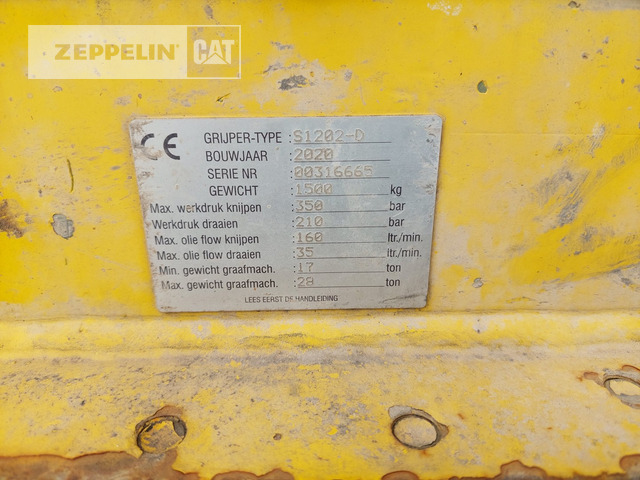 ZEPPELIN CAT
CE GRIJPER-TYPE :S1202-D
BOUWJAAR :2020
SERIE NR :00316665
GEWICHT :1500 kg
Max. werkdruk knijpen :350 bar
Werkdruk draaien :210 bar
Max. olie flow knijpen :160 ltr./min.
Max. olie flow draaien :35 ltr./min.
Min. gewicht graafmach. :17 ton
Max. gewicht graafmach. :28 ton
LEES EERST DE HANDLEIDING